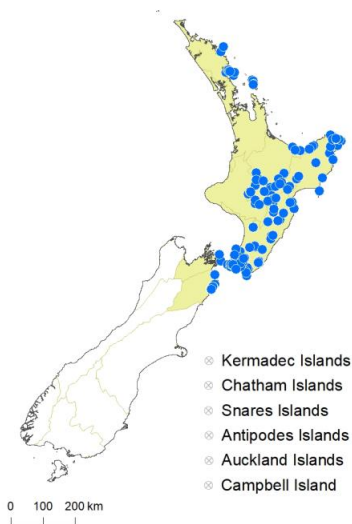 Kermadec Islands
Chatham Islands
Snares Islands
Antipodes Islands
Auckland Islands
Campbell Island
0 100 200 km